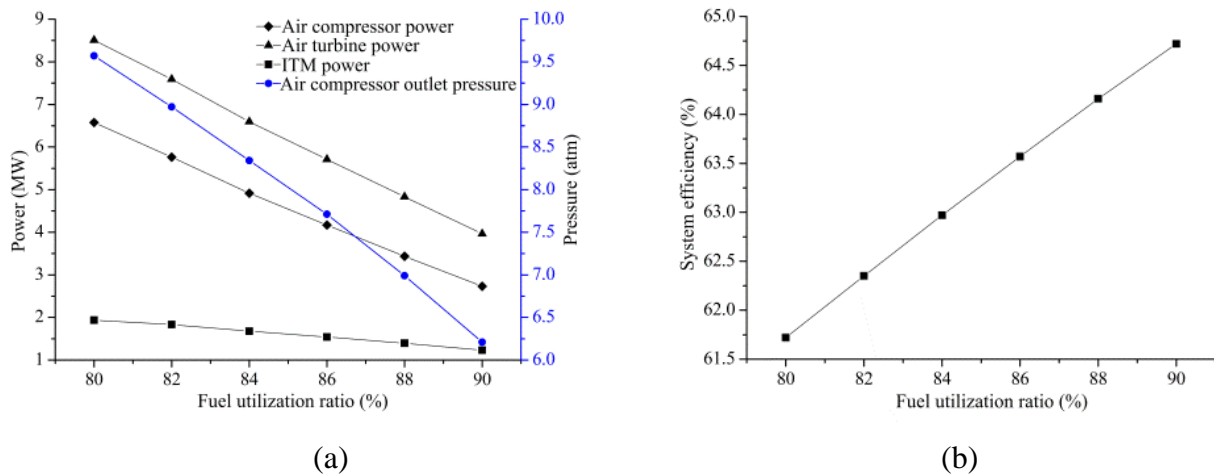 9
8
7
6
5
4
3
2
1
Power (MW)
Air compressor power
Air turbine power
ITM power
Air compressor outlet pressure
10.0
9.5
9.0
8.5
8.0
7.5
7.0
6.5
6.0
Pressure (atm)
80 82 84 86 88 90
Fuel utilization ratio (%)
(a)
65.0
64.5
64.0
63.5
63.0
62.5
62.0
61.5
System efficiency (%)
80 82 84 86 88 90
Fuel utilization ratio (%)
(b)